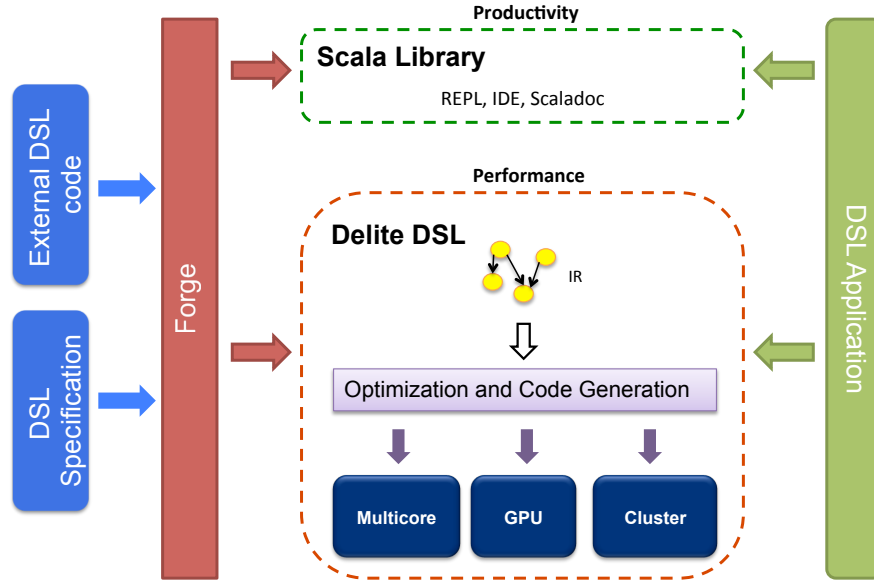 Productivity
Scala Library
REPL, IDE, Scaladoc
External DSL
code
DSL
Specification
Forge
Performance
Delite DSL
IR
Optimization and Code Generation
Multicore
GPU
Cluster
DSL Application